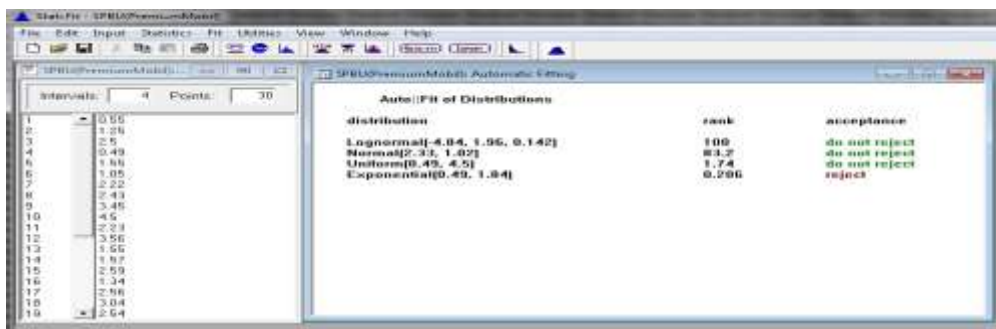 Stat::Fit - SPBU(PremiumMobil)
File Edit Input Statistics Fit Utilities View Window Help
SPBU(PremiumMobil)...
Intervals: 4 Points: 30
1 0.55
2 1.25
3 2.5
4 0.49
5 1.55
6 1.05
7 2.22
8 2.43
9 3.45
10 4.5
11 2.23
12 3.56
13 1.55
14 1.57
15 2.59
16 1.34
17 2.56
18 3.04
19 2.54
SPBU(PremiumMobil): Automatic Fitting
Auto::Fit of Distributions
distribution rank acceptance
Lognormal[-4.84, 1.96, 0.142] 100 do not reject
Normal[2.33, 1.02] 83.2 do not reject
Uniform[0.49, 4.5] 1.74 do not reject
Exponential[0.49, 1.84] 0.286 reject